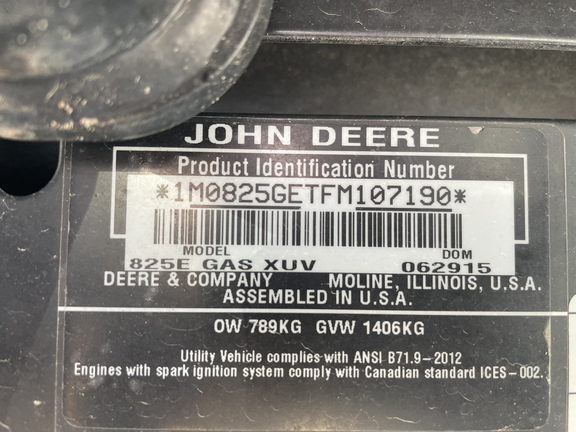 JOHN DEERE
Product Identification Number
*1M0825GETFM107190*
MODEL DOM
825E GAS XUV 062915
DEERE & COMPANY MOLINE, ILLINOIS, U.S.A.
ASSEMBLED IN U.S.A.
OW 789KG GVW 1406KG
Utility Vehicle complies with ANSI B71.9-2012
Engines with spark ignition system comply with Canadian standard ICES-002.